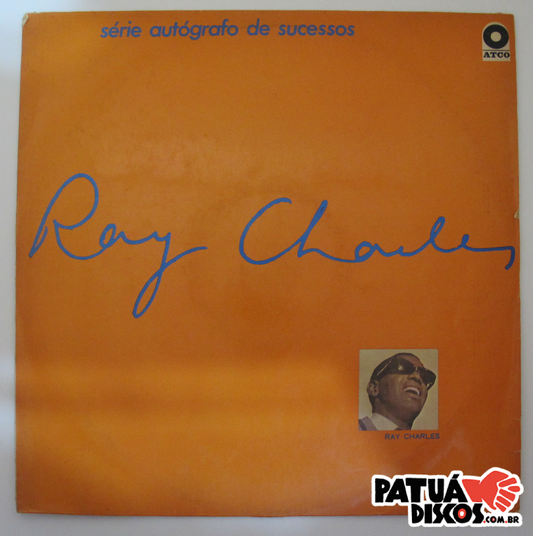 série autógrafo de sucessos
ATCO
Ray Charles
RAY CHARLES
PATUÁ
DISCOS.COM.BR